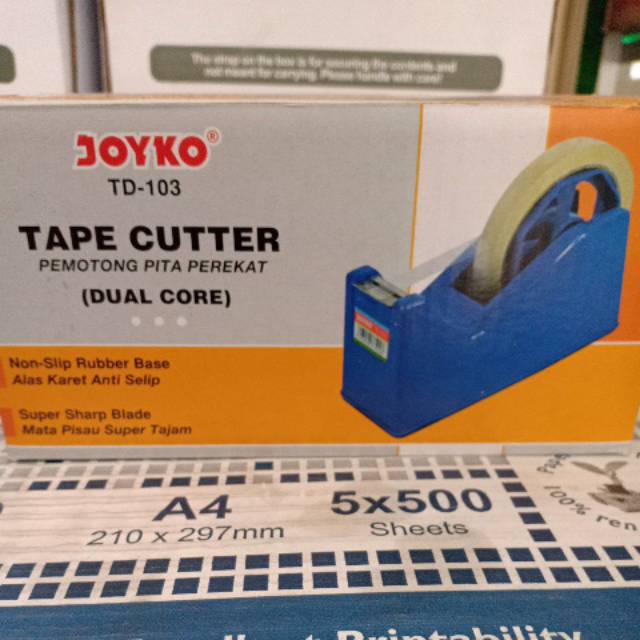 The strap on the box is for securing the contents and
not meant for carrying. Please handle with care!
JOYKO®
TD-103
TAPE CUTTER
PEMOTONG PITA PEREKAT
(DUAL CORE)
Non-Slip Rubber Base
Alas Karet Anti Selip
Super Sharp Blade
Mata Pisau Super Tajam
A4
210 x 297mm
5x500
Sheets
100% ren
Printability